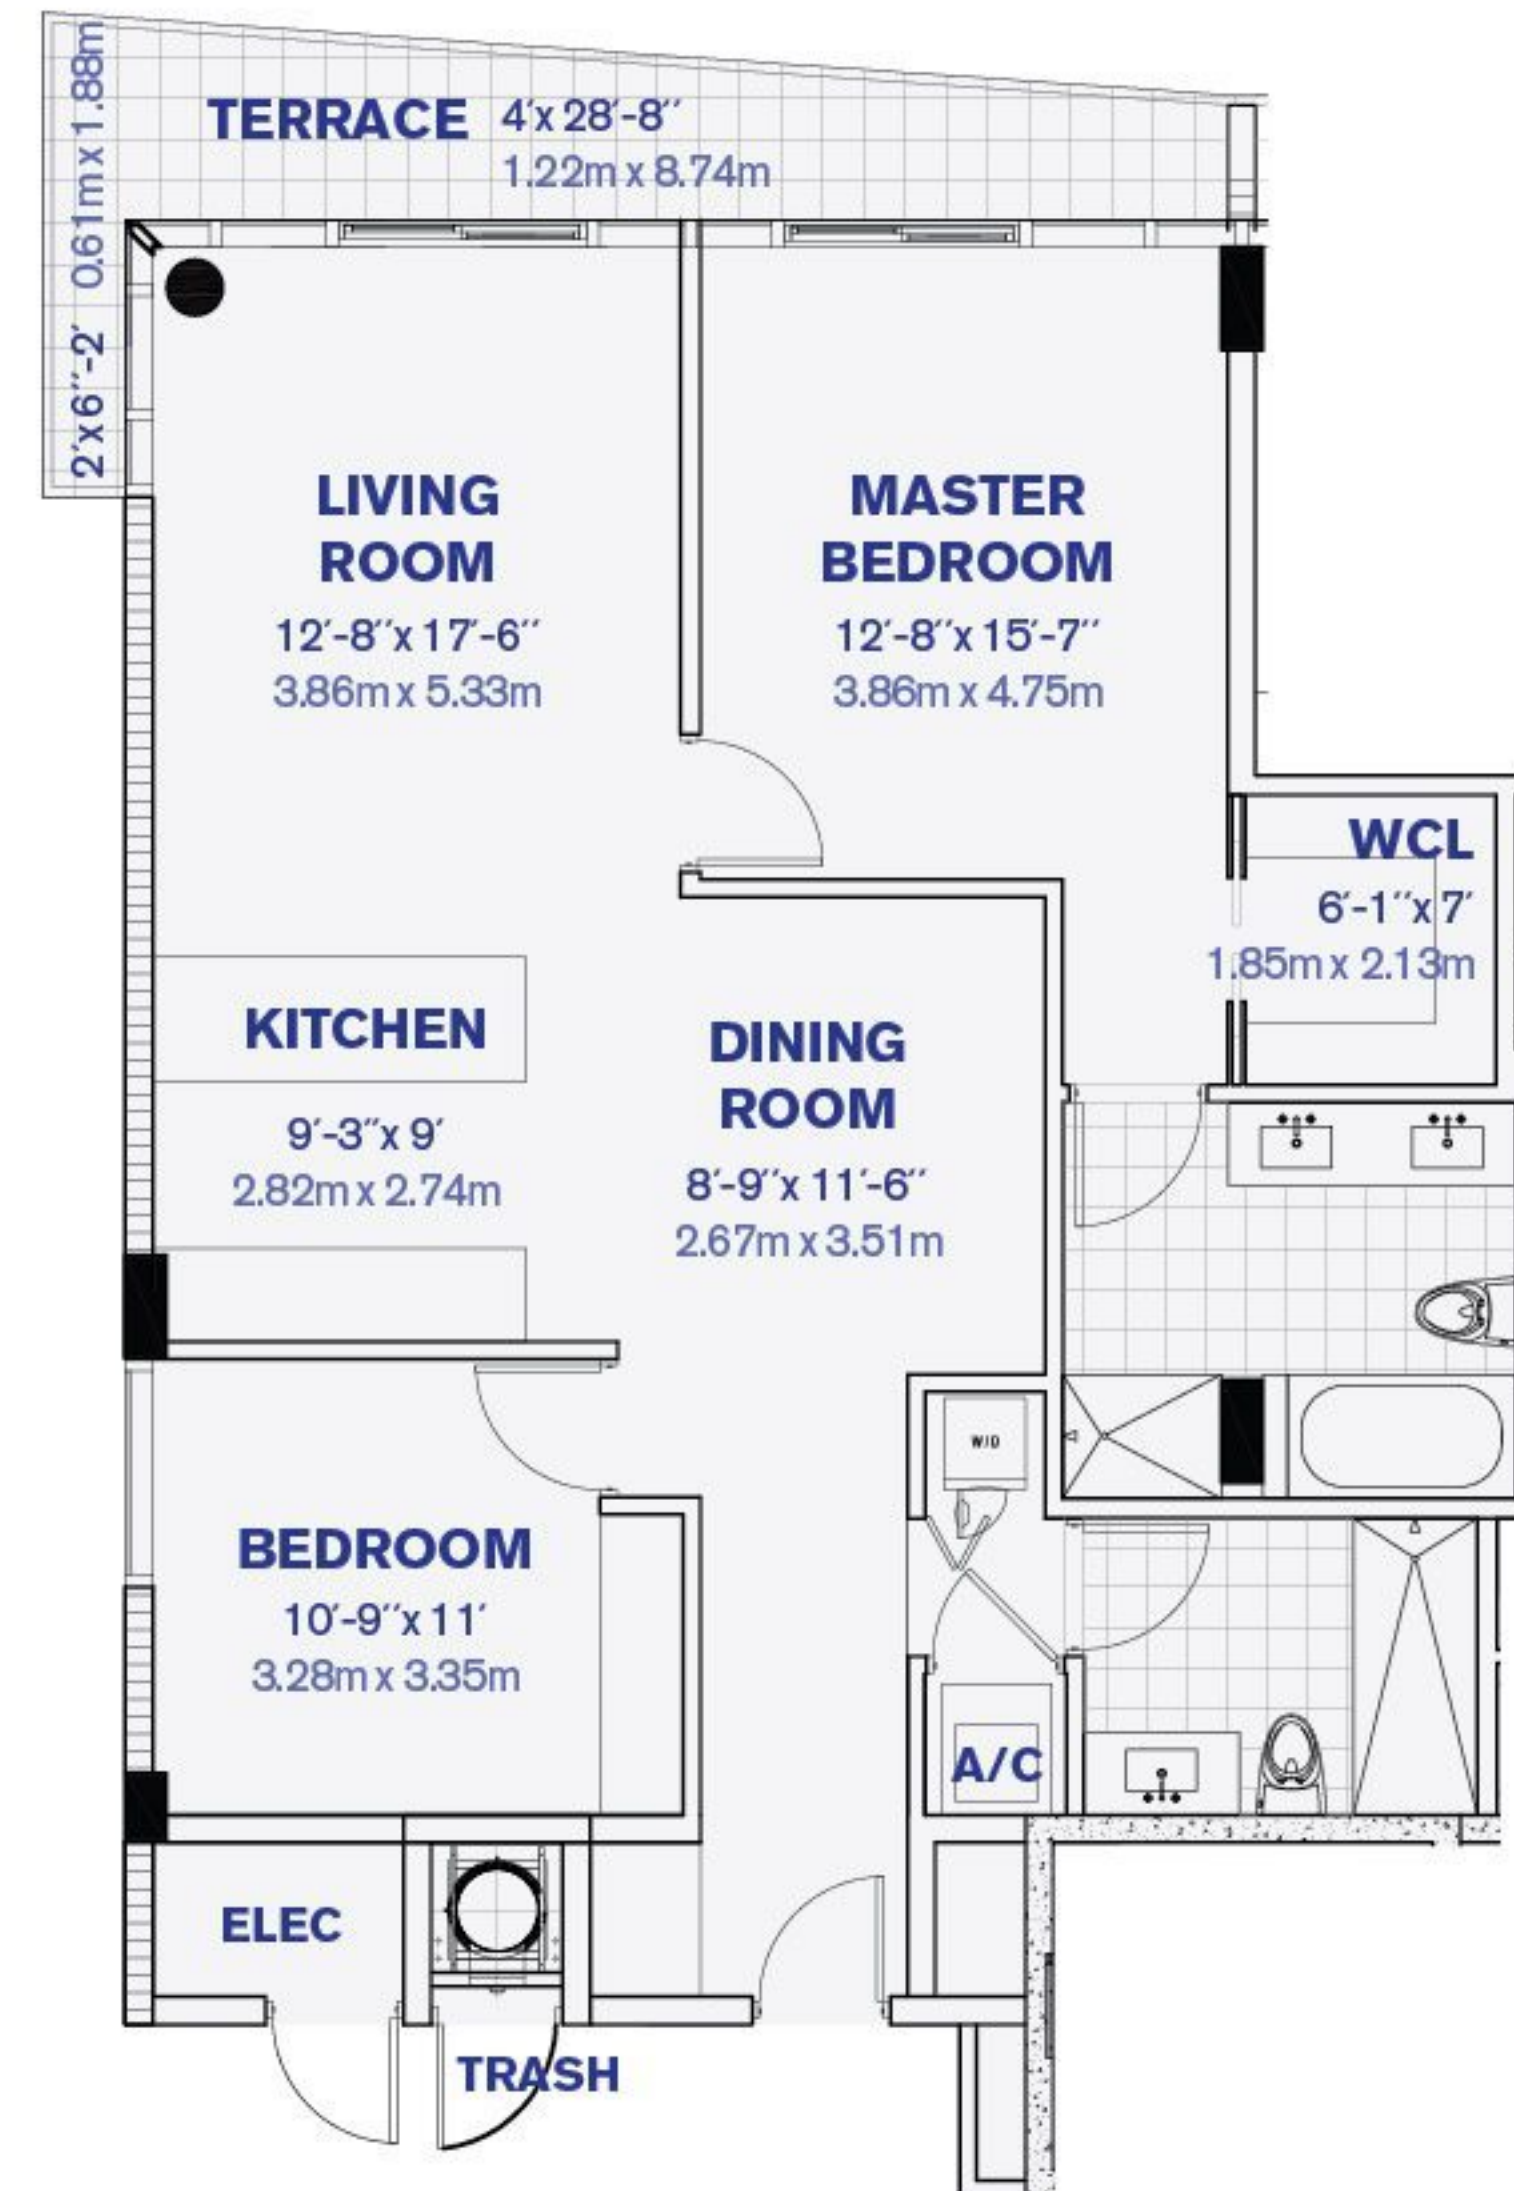 TERRACE 4'x 28'-8''
1.22m x 8.74m
2'x6''-2' 0.61m x 1.88m
LIVING
ROOM
12'-8''x 17'-6''
3.86m x 5.33m
MASTER
BEDROOM
12'-8''x 15'-7''
3.86m x 4.75m
WCL
6'-1''x 7'
1.85m x 2.13m
KITCHEN
9'-3''x 9'
2.82m x 2.74m
DINING
ROOM
8'-9''x 11'-6''
2.67m x 3.51m
W/D
BEDROOM
10'-9''x 11'
3.28m x 3.35m
A/C
ELEC
TRASH